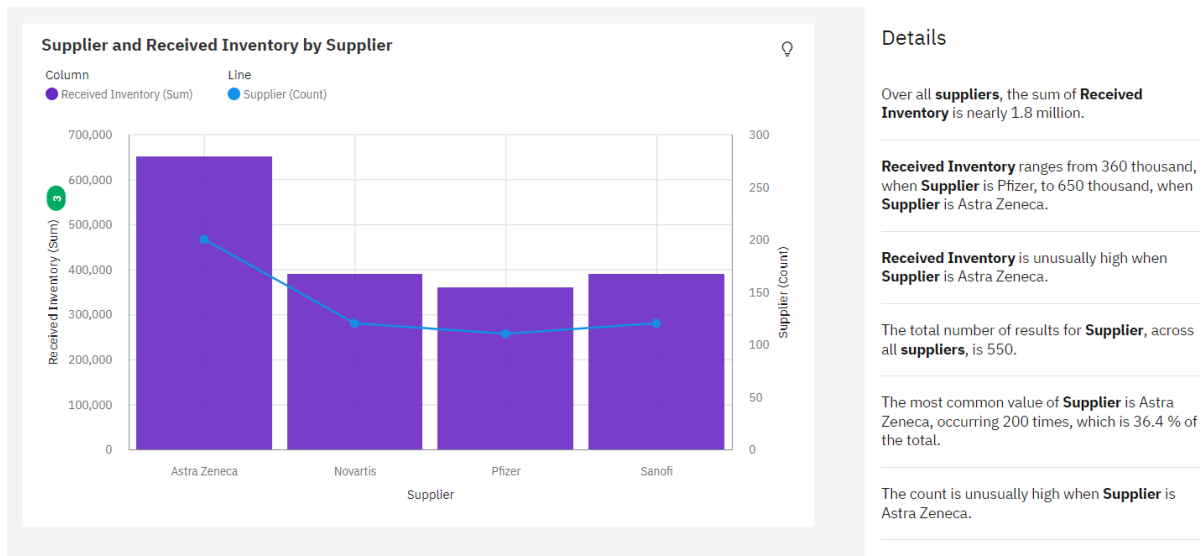 Supplier and Received Inventory by Supplier
Column
Line
Received Inventory (Sum)
Supplier (Count)
700,000
600,000
500,000
400,000
300,000
200,000
100,000
0
Received Inventory (Sum)
3
300
250
200
150
100
50
0
Supplier (Count)
Astra Zeneca
Novartis
Pfizer
Sanofi
Supplier
Details
Over all suppliers, the sum of Received
Inventory is nearly 1.8 million.
Received Inventory ranges from 360 thousand,
when Supplier is Pfizer, to 650 thousand, when
Supplier is Astra Zeneca.
Received Inventory is unusually high when
Supplier is Astra Zeneca.
The total number of results for Supplier, across
all suppliers, is 550.
The most common value of Supplier is Astra
Zeneca, occurring 200 times, which is 36.4 % of
the total.
The count is unusually high when Supplier is
Astra Zeneca.